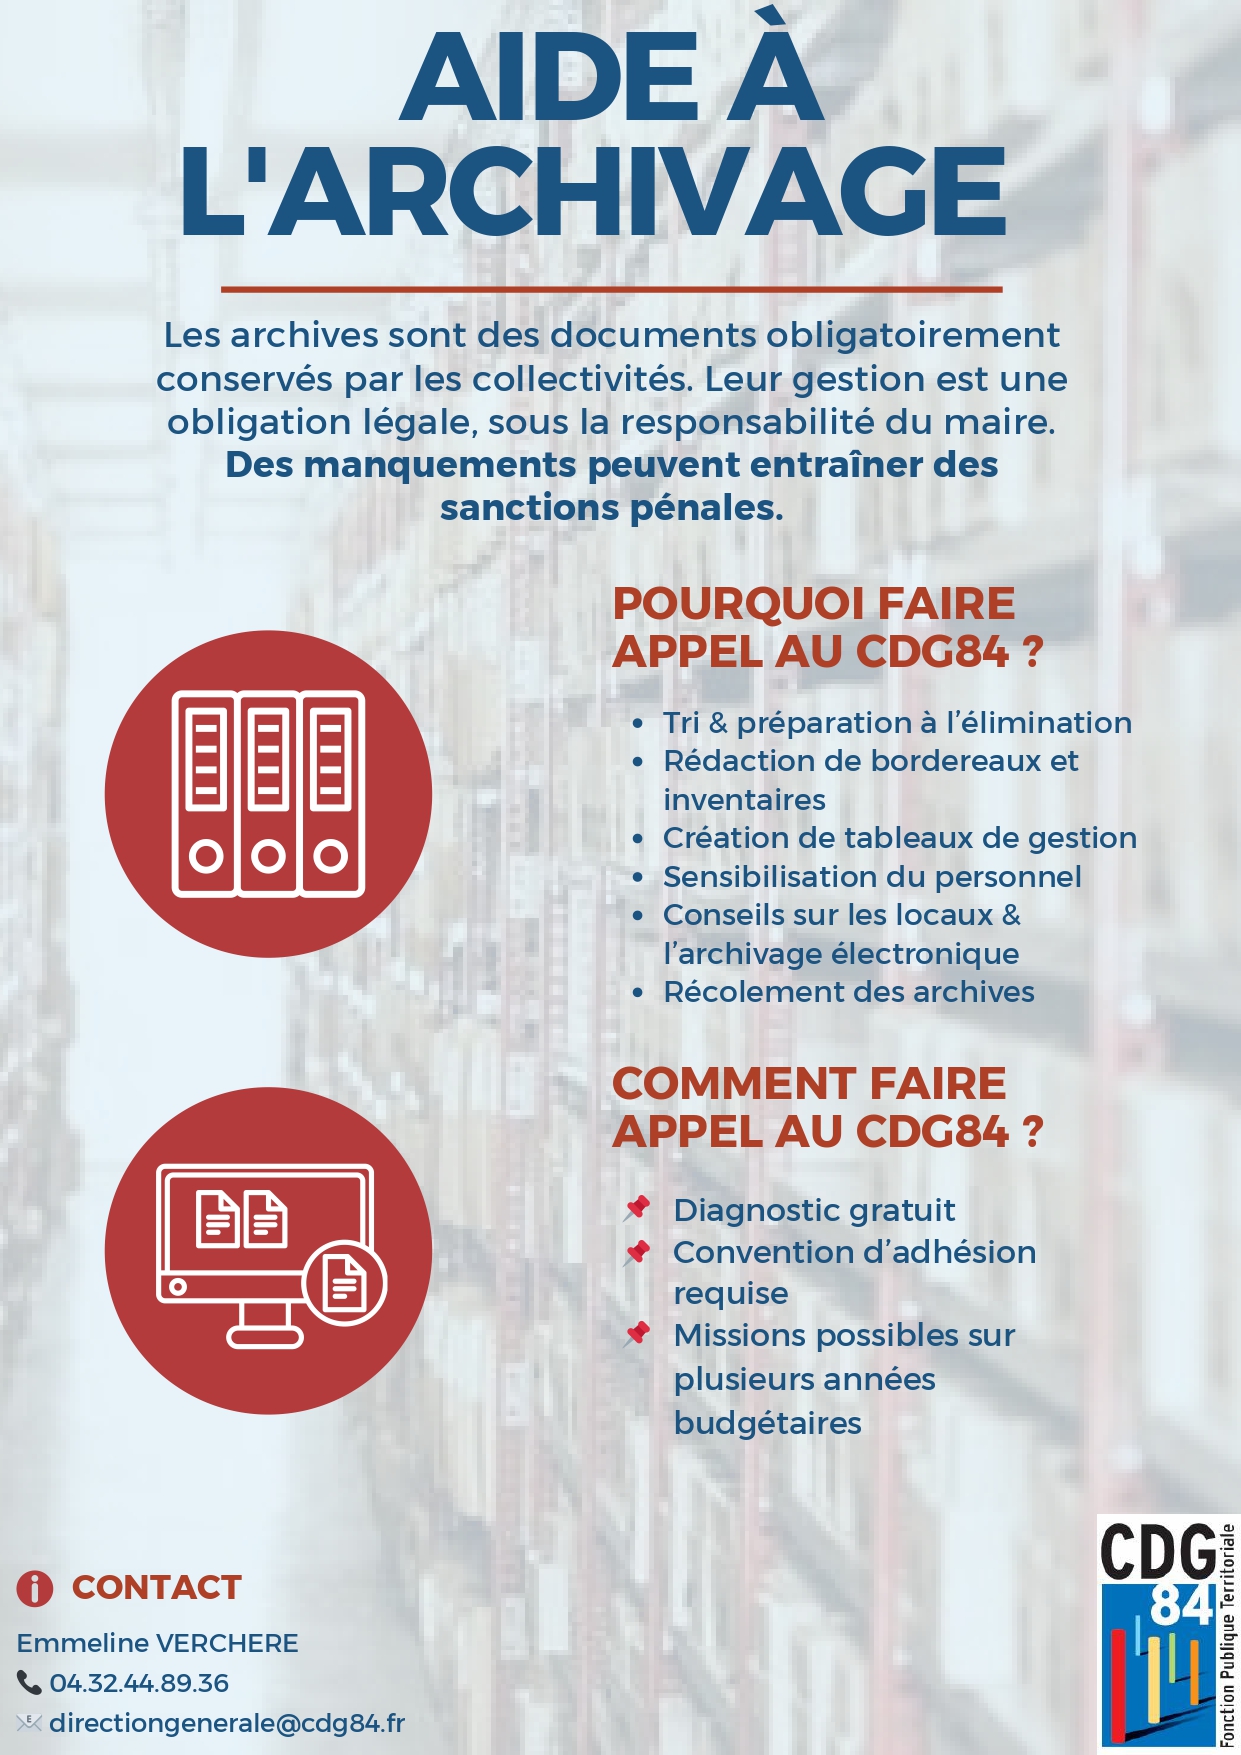 AIDE À
L'ARCHIVAGE
Les archives sont des documents obligatoirement
conservés par les collectivités. Leur gestion est une
obligation légale, sous la responsabilité du maire.
Des manquements peuvent entraîner des
sanctions pénales.
POURQUOI FAIRE
APPEL AU CDG84 ?
• Tri & préparation à l’élimination
• Rédaction de bordereaux et
inventaires
• Création de tableaux de gestion
• Sensibilisation du personnel
• Conseils sur les locaux &
l’archivage électronique
• Récolement des archives
COMMENT FAIRE
APPEL AU CDG84 ?
Diagnostic gratuit
Convention d’adhésion
requise
Missions possibles sur
plusieurs années
budgétaires
CONTACT
Emmeline VERCHERE
04.32.44.89.36
directiongenerale@cdg84.fr
CDG
84
Fonction Publique Territoriale